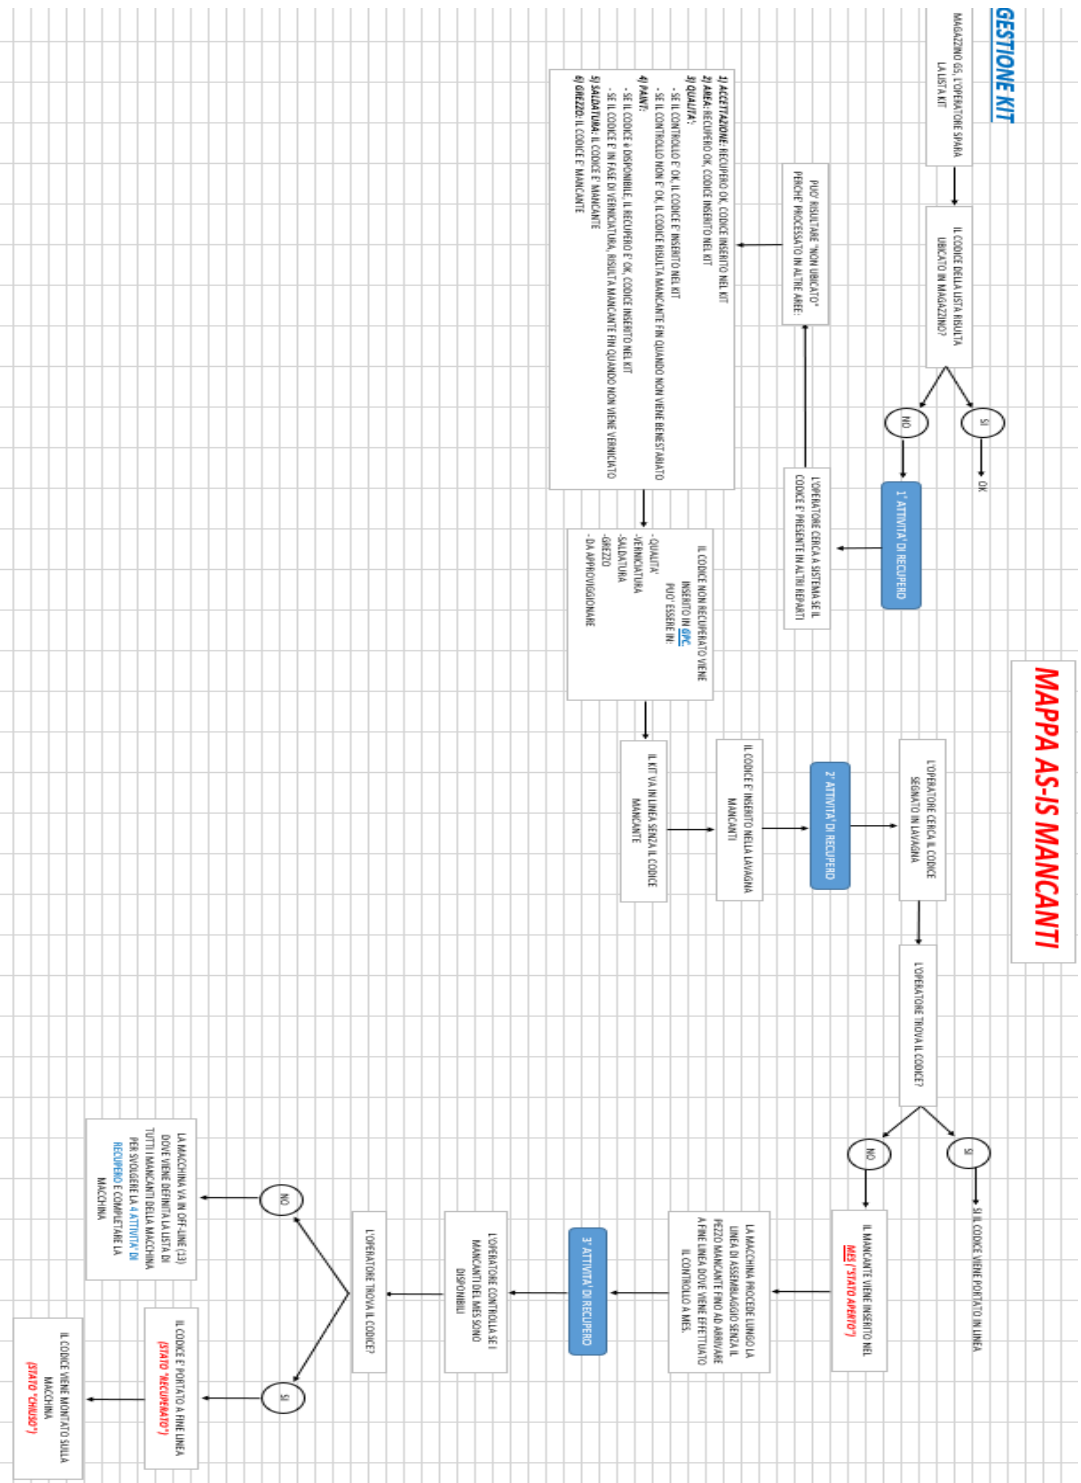 MAPPA AS-IS MANCANTI
GESTIONE KIT
MAGAZZINO GS, L'OPERATORE SPARA
LA LISTA KIT
IL CODICE DELLA LISTA RISULTA
UBICATO IN MAGAZZINO?
SI
OK
NO
1° ATTIVITA' DI RECUPERO
L'OPERATORE CERCA A SISTEMA SE IL
CODICE E' PRESENTE IN ALTRI REPARTI
PUO' RISULTARE "NON UBICATO"
PERCHE' PROCESSATO IN ALTRE AREE:
1) ACCETTAZIONE: RECUPERO OK, CODICE INSERITO NEL KIT
2) AREA: RECUPERO OK, CODICE INSERITO NEL KIT
3) QUALITA':
- SE IL CONTROLLO E' OK, IL CODICE E' INSERITO NEL KIT
- SE IL CONTROLLO NON E' OK, IL CODICE RISULTA MANCANTE FIN QUANDO NON VIENE BENESTARIATO
4) PAINT:
- SE IL CODICE è DISPONIBILE, IL RECUPERO E' OK, CODICE INSERITO NEL KIT
- SE IL CODICE E' IN FASE DI VERNICIATURA, RISULTA MANCANTE FIN QUANDO NON VIENE VERNICIATO
5) SALDATURA: IL CODICE E' MANCANTE
6) GREZZO: IL CODICE E' MANCANTE
IL CODICE NON RECUPERATO VIENE
INSERITO IN GPC.
PUO' ESSERE IN:
- QUALITA'
-VERNICIATURA
-SALDATURA
-GREZZO
- DA APPROVIGGIONARE
IL KIT VA IN LINEA SENZA IL CODICE
MANCANTE
IL CODICE E' INSERITO NELLA LAVAGNA
MANCANTI
2° ATTIVITA' DI RECUPERO
L'OPERATORE CERCA IL CODICE
SEGNATO IN LAVAGNA
L'OPERATORE TROVA IL CODICE?
SI
SI IL CODICE VIENE PORTATO IN LINEA
NO
IL MANCANTE VIENE INSERITO NEL
MES ("STATO APERTO")
LA MACCHINA PROCEDE LUNGO LA
LINEA DI ASSEMBLAGGIO SENZA IL
PEZZO MANCANTE FINO AD ARRIVARE
A FINE LINEA DOVE VIENE EFFETTUATO
IL CONTROLLO A MES.
3° ATTIVITA' DI RECUPERO
L'OPERATORE CONTROLLA SE I
MANCANTI DEL MES SONO
DISPONIBILI
L'OPERATORE TROVA IL CODICE?
NO
LA MACCHINA VA IN OFF-LINE (13)
DOVE VIENE DEFINITA LA LISTA DI
TUTTI I MANCANTI DELLA MACCHINA
PER SVOLGERE LA 4 ATTIVITA' DI
RECUPERO E COMPLETARE LA
MACCHINA
SI
IL CODICE E' PORTATO A FINE LINEA
(STATO "RECUPERATO")
IL CODICE VIENE MONTATO SULLA
MACCHINA
(STATO "CHIUSO")